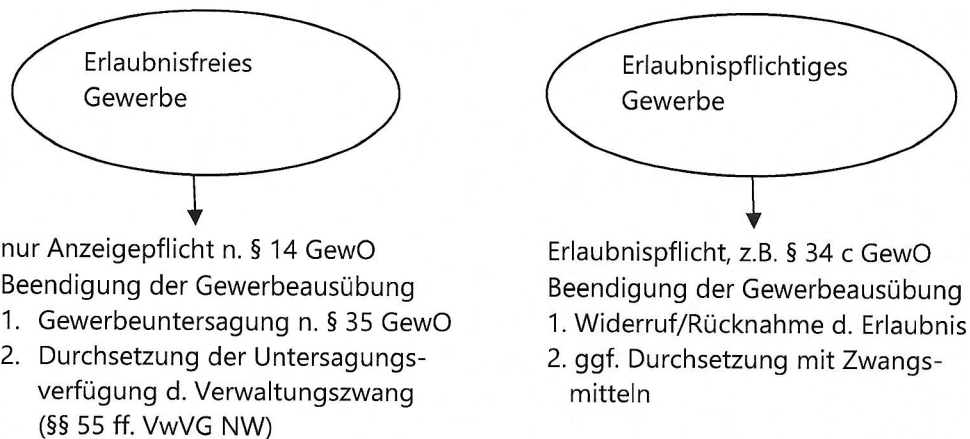 Erlaubnisfreies
Gewerbe
nur Anzeigepflicht n. § 14 GewO
Beendigung der Gewerbeausübung
1. Gewerbeuntersagung n. § 35 GewO
2. Durchsetzung der Untersagungs-
verfügung d. Verwaltungszwang
(§§ 55 ff. VwVG NW)
Erlaubnispflichtiges
Gewerbe
Erlaubnispflicht, z.B. § 34 c GewO
Beendigung der Gewerbeausübung
1. Widerruf/Rücknahme d. Erlaubnis
2. ggf. Durchsetzung mit Zwangs-
mitteln